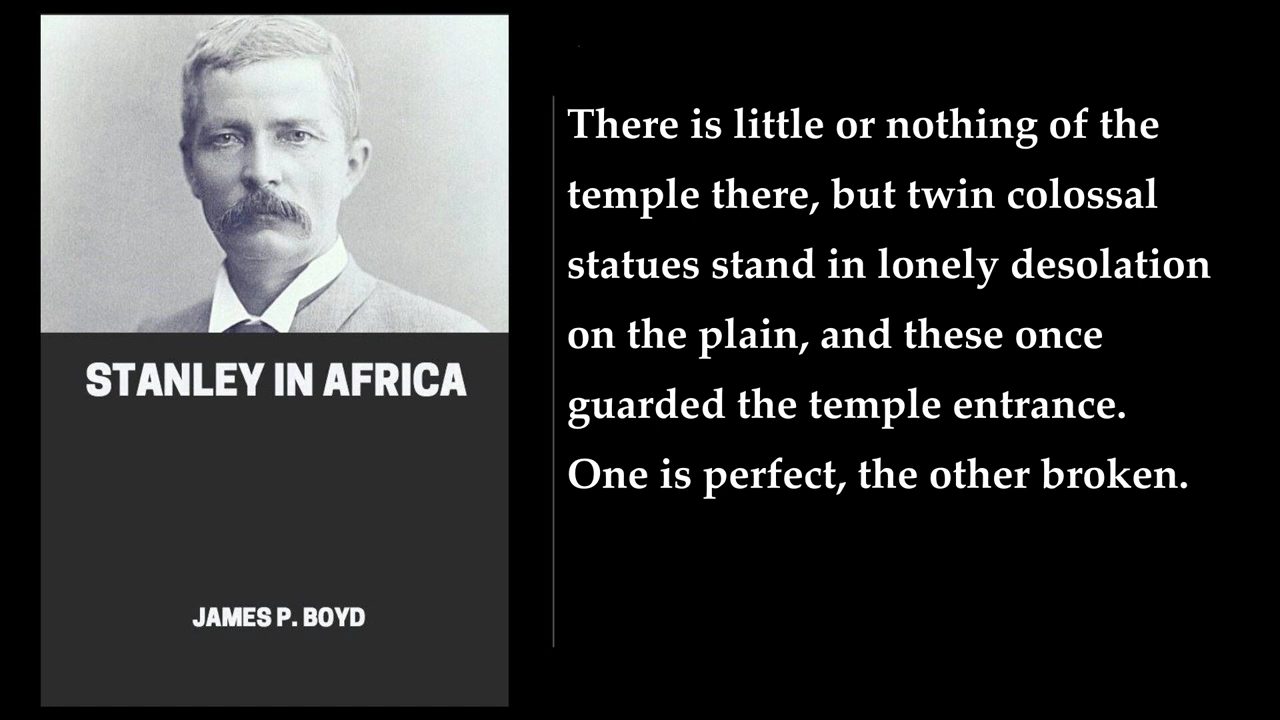 STANLEY IN AFRICA
JAMES P. BOYD
There is little or nothing of the
temple there, but twin colossal
statues stand in lonely desolation
on the plain, and these once
guarded the temple entrance.
One is perfect, the other broken.